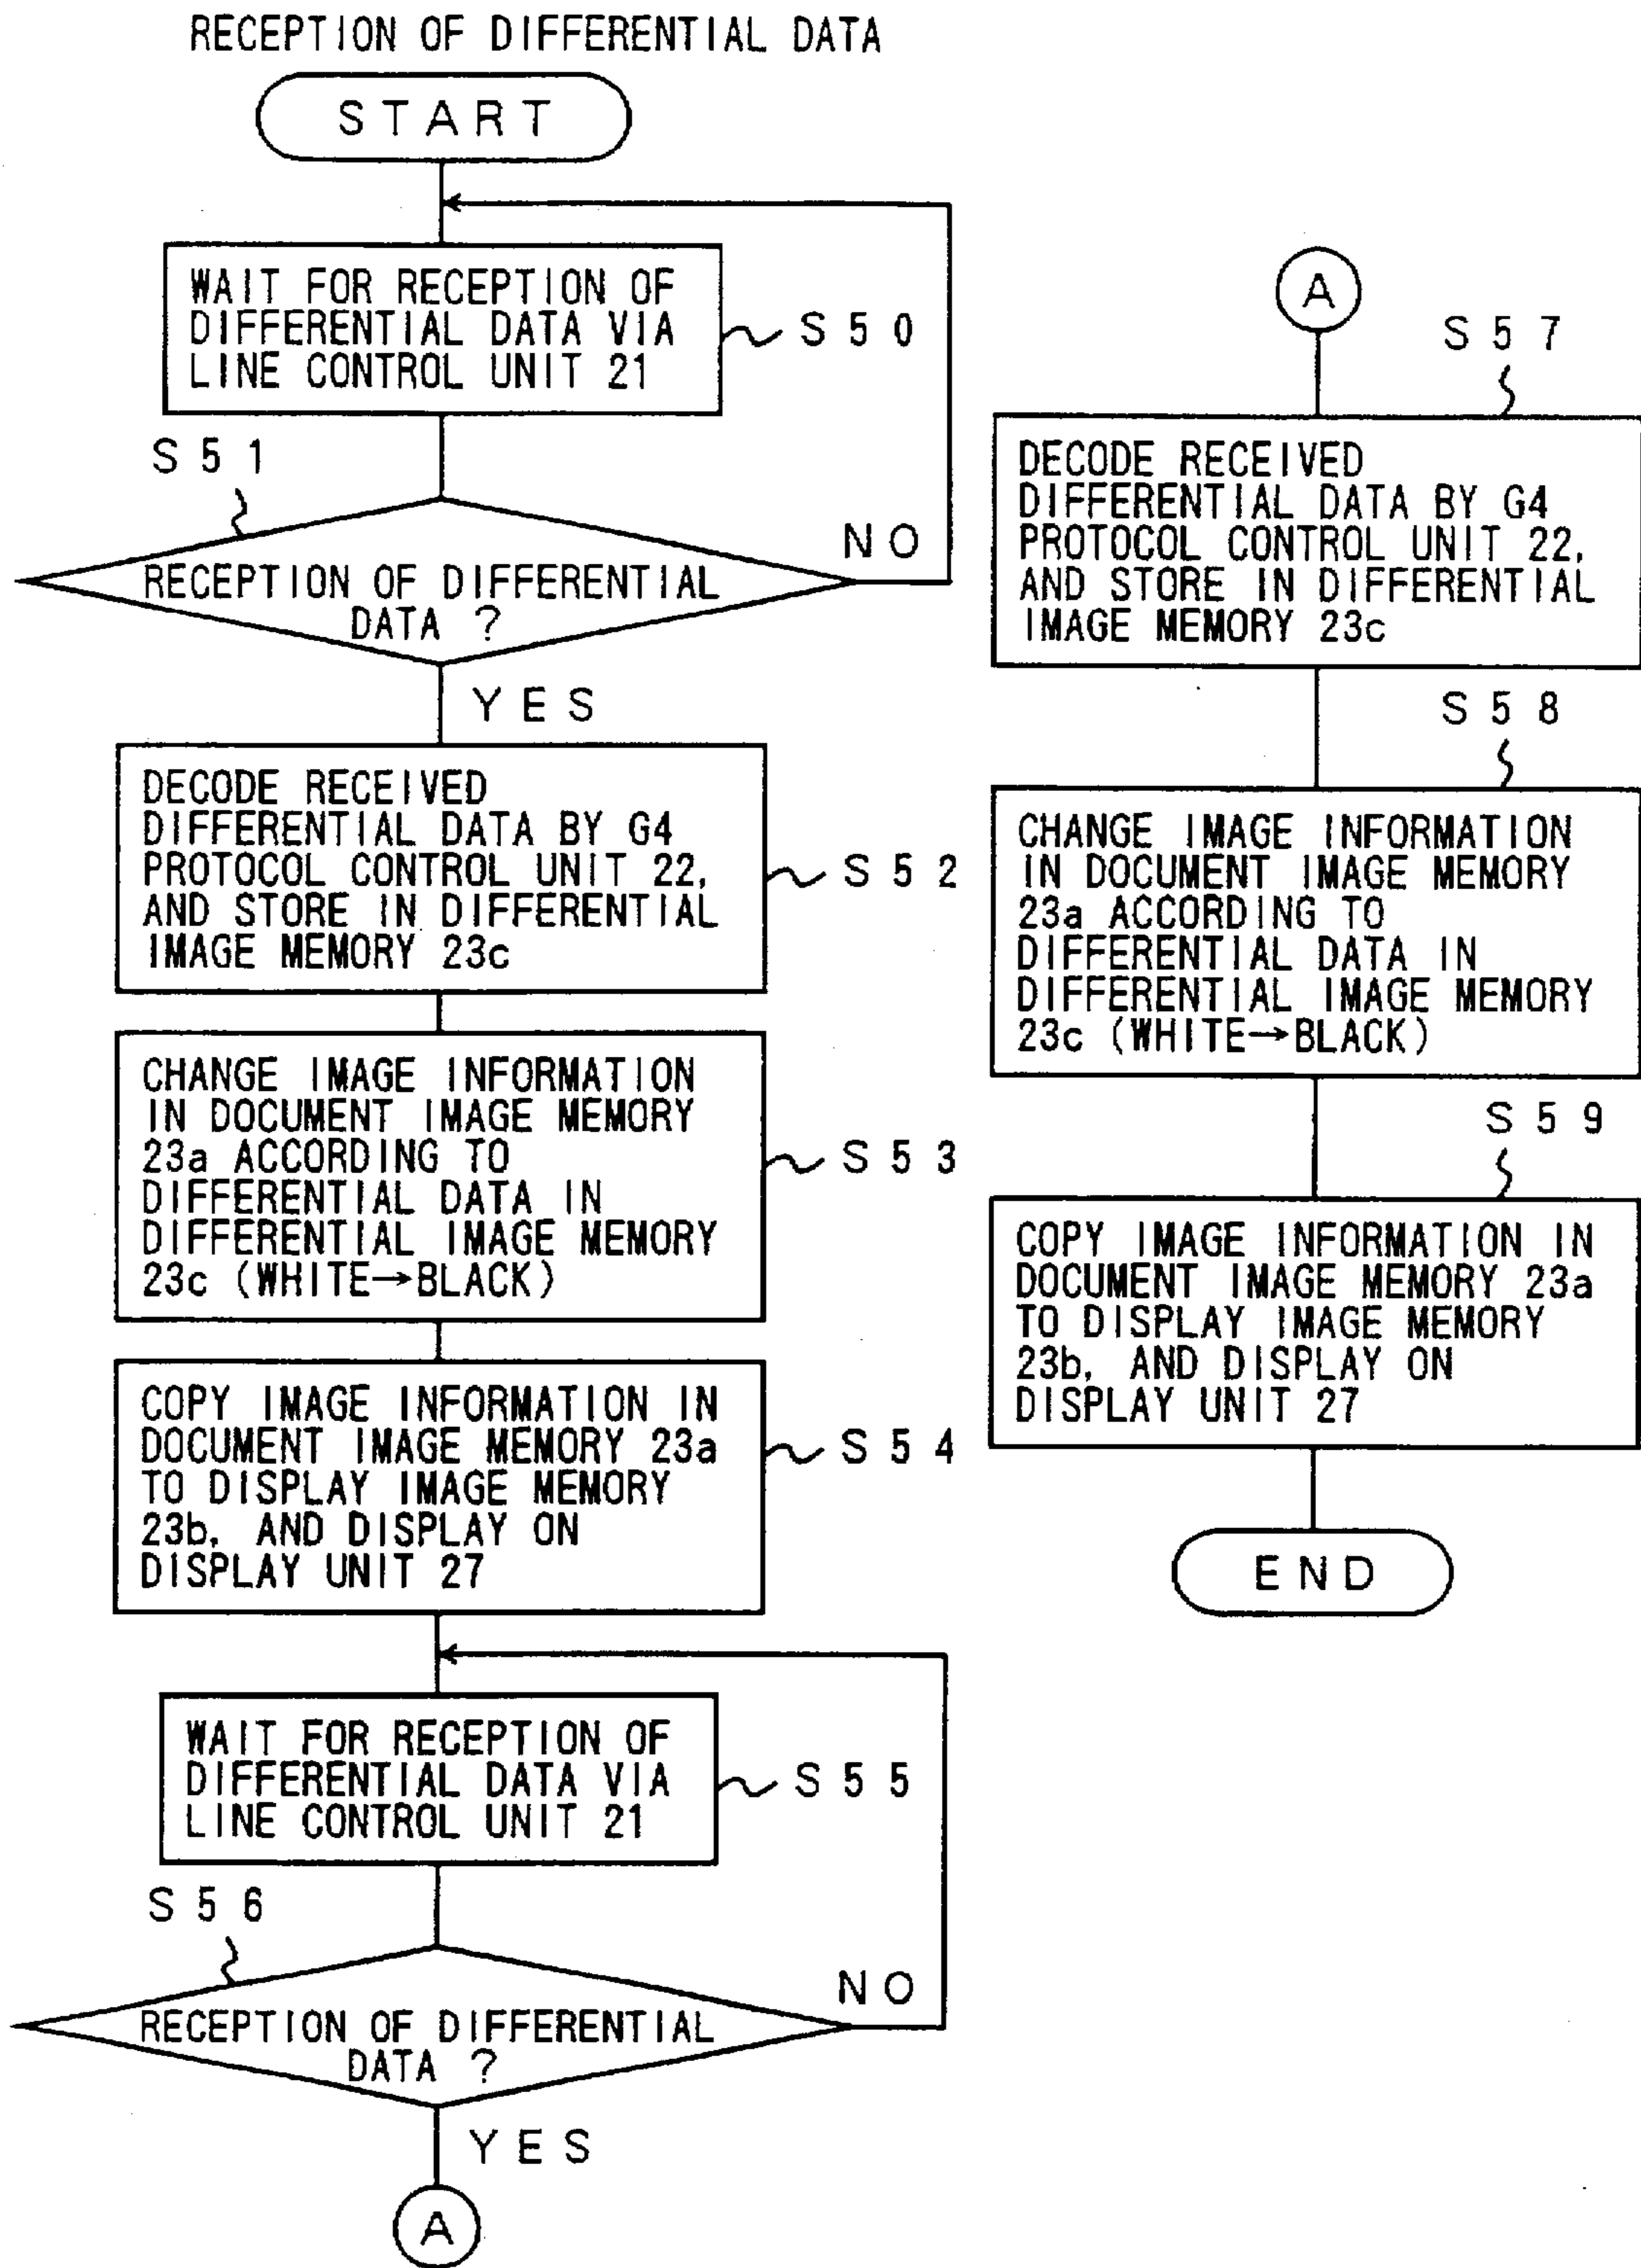 RECEPTION OF DIFFERENTIAL DATA
START
WAIT FOR RECEPTION OF
DIFFERENTIAL DATA VIA
LINE CONTROL UNIT 21
S50
S51
RECEPTION OF DIFFERENTIAL
DATA ?
NO
YES
DECODE RECEIVED
DIFFERENTIAL DATA BY G4
PROTOCOL CONTROL UNIT 22,
AND STORE IN DIFFERENTIAL
IMAGE MEMORY 23c
S52
CHANGE IMAGE INFORMATION
IN DOCUMENT IMAGE MEMORY
23a ACCORDING TO
DIFFERENTIAL DATA IN
DIFFERENTIAL IMAGE MEMORY
23c (WHITE→BLACK)
S53
COPY IMAGE INFORMATION IN
DOCUMENT IMAGE MEMORY 23a
TO DISPLAY IMAGE MEMORY
23b, AND DISPLAY ON
DISPLAY UNIT 27
S54
WAIT FOR RECEPTION OF
DIFFERENTIAL DATA VIA
LINE CONTROL UNIT 21
S55
S56
RECEPTION OF DIFFERENTIAL
DATA ?
NO
YES
A
A
S57
DECODE RECEIVED
DIFFERENTIAL DATA BY G4
PROTOCOL CONTROL UNIT 22,
AND STORE IN DIFFERENTIAL
IMAGE MEMORY 23c
S58
CHANGE IMAGE INFORMATION
IN DOCUMENT IMAGE MEMORY
23a ACCORDING TO
DIFFERENTIAL DATA IN
DIFFERENTIAL IMAGE MEMORY
23c (WHITE→BLACK)
S59
COPY IMAGE INFORMATION IN
DOCUMENT IMAGE MEMORY 23a
TO DISPLAY IMAGE MEMORY
23b, AND DISPLAY ON
DISPLAY UNIT 27
END